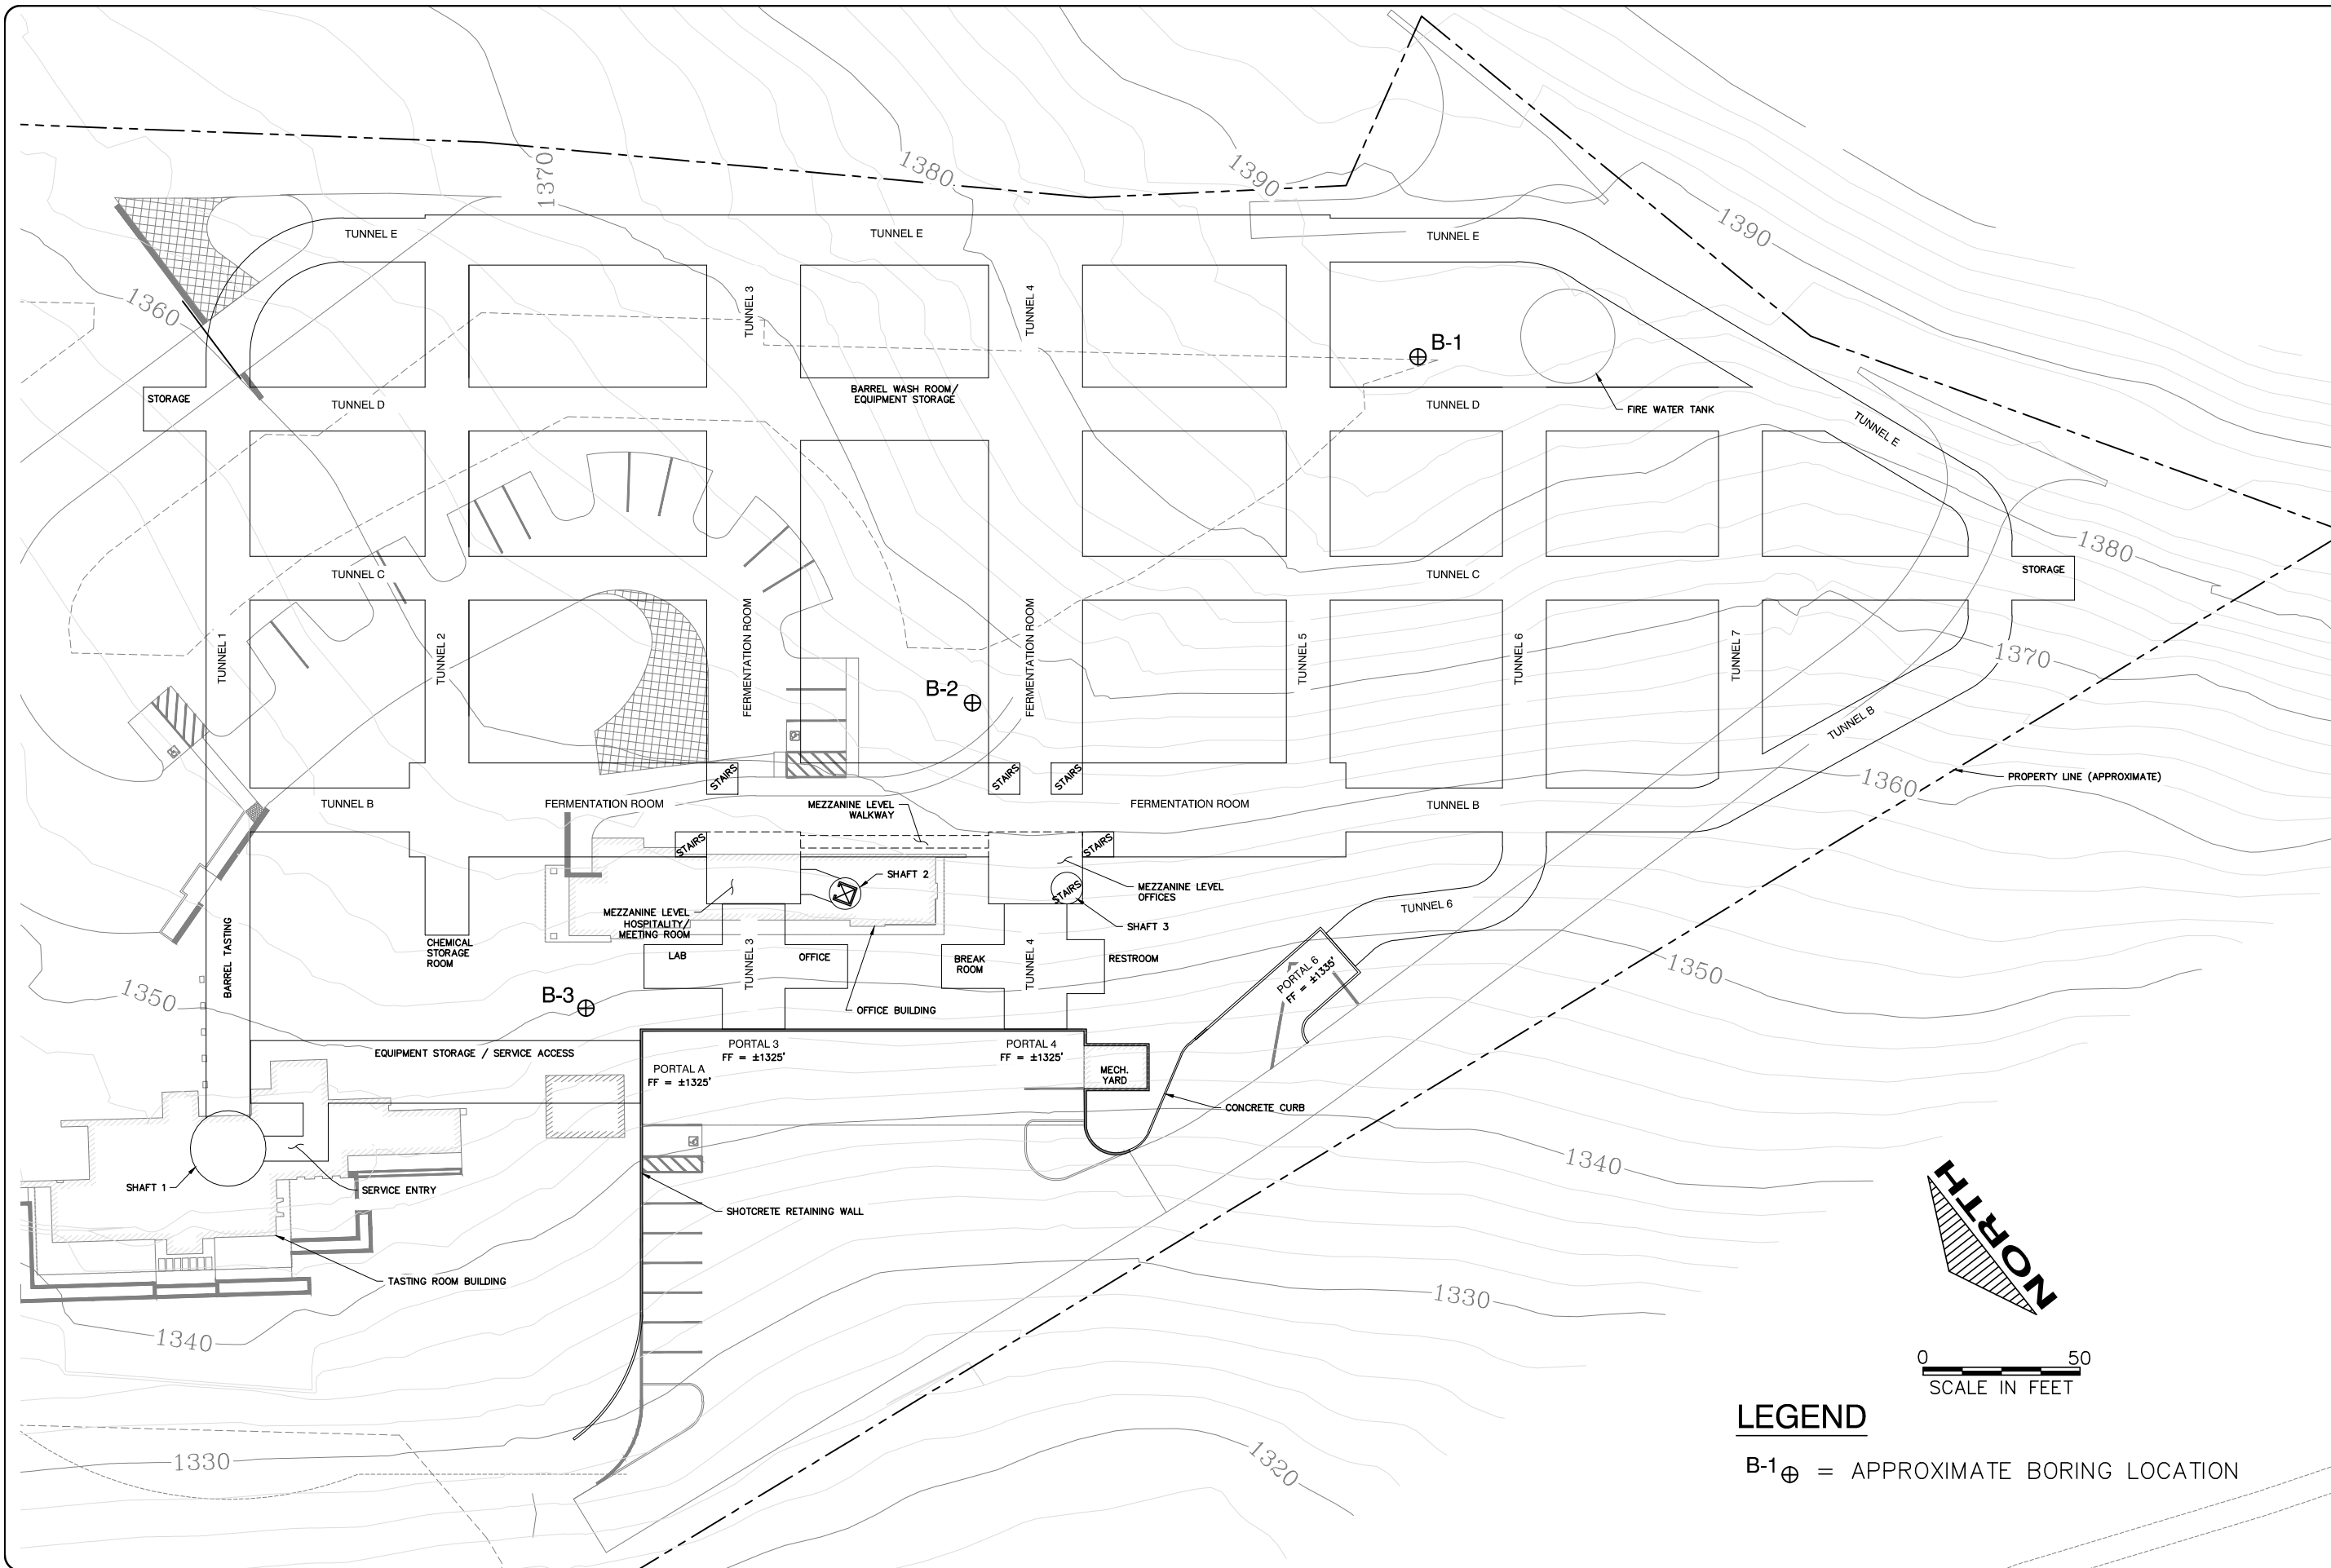 1370
1380
1390
1390
TUNNEL E
TUNNEL E
TUNNEL E
1360
TUNNEL 3
TUNNEL 4
B-1
STORAGE
TUNNEL D
BARREL WASH ROOM/
EQUIPMENT STORAGE
TUNNEL D
FIRE WATER TANK
TUNNEL E
1380
TUNNEL C
TUNNEL C
STORAGE
TUNNEL 1
TUNNEL 2
FERMENTATION ROOM
FERMENTATION ROOM
TUNNEL 5
TUNNEL 6
TUNNEL 7
1370
B-2
TUNNEL B
STAIRS
STAIRS
STAIRS
1360
PROPERTY LINE (APPROXIMATE)
TUNNEL B
FERMENTATION ROOM
MEZZANINE LEVEL
WALKWAY
FERMENTATION ROOM
TUNNEL B
STAIRS
STAIRS
SHAFT 2
STAIRS
MEZZANINE LEVEL
OFFICES
TUNNEL 6
MEZZANINE LEVEL
HOSPITALITY/
MEETING ROOM
SHAFT 3
BARREL TASTING
CHEMICAL
STORAGE
ROOM
LAB
TUNNEL 3
OFFICE
BREAK
ROOM
TUNNEL 4
RESTROOM
PORTAL 6
FF = ±1335'
1350
1350
B-3
OFFICE BUILDING
EQUIPMENT STORAGE / SERVICE ACCESS
PORTAL 3
FF = ±1325'
PORTAL 4
FF = ±1325'
PORTAL A
FF = ±1325'
MECH.
YARD
CONCRETE CURB
1340
SHAFT 1
SERVICE ENTRY
SHOTCRETE RETAINING WALL
NORTH
TASTING ROOM BUILDING
1330
1340
0 50
SCALE IN FEET
LEGEND
1330
1320
B-1 = APPROXIMATE BORING LOCATION